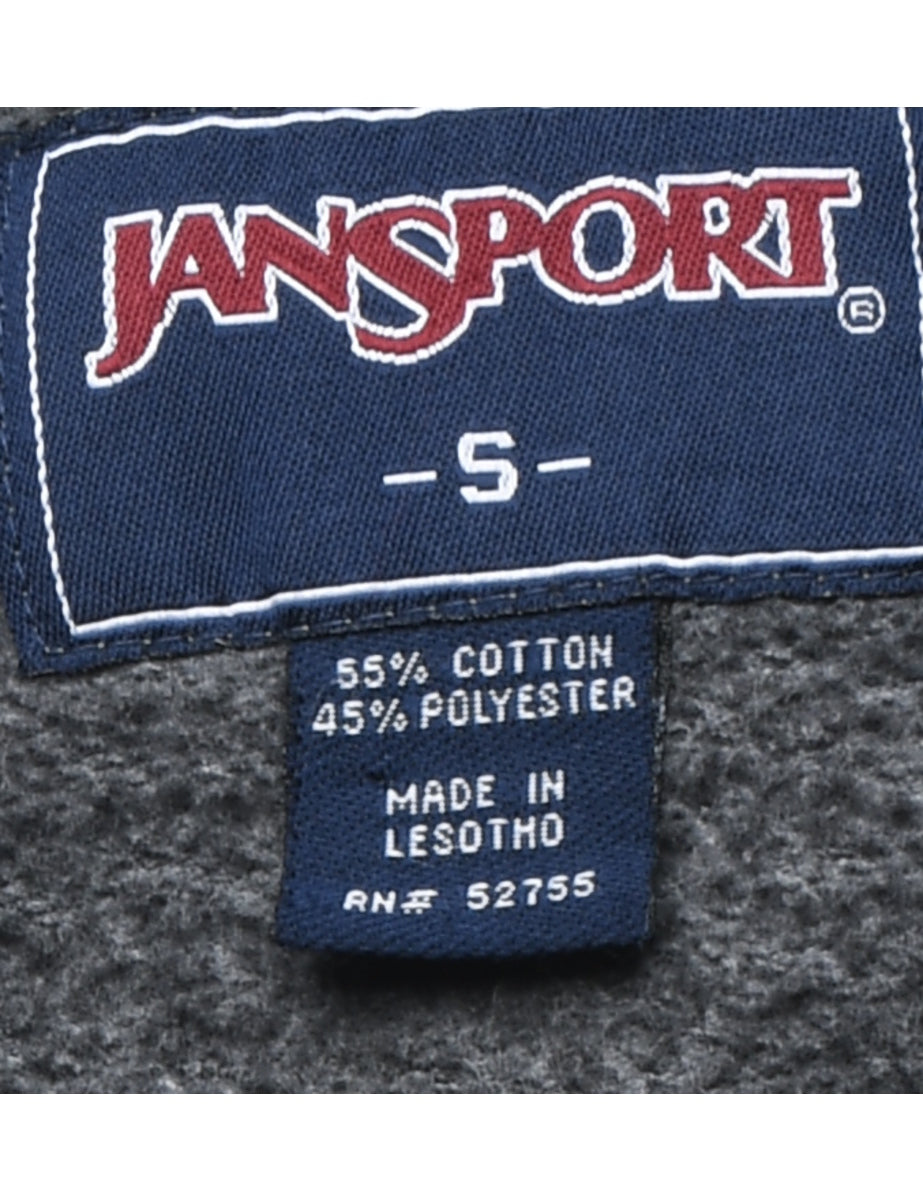 JANSPORT®
-S-
55% COTTON
45% POLYESTER
MADE IN
LESOTHO
RN# 52755